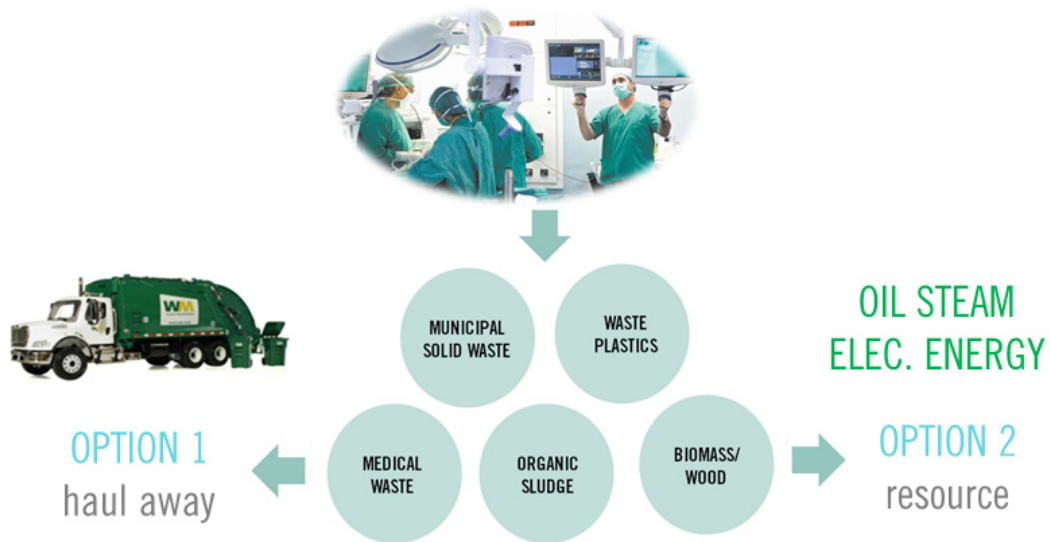 WM
MUNICIPAL
SOLID WASTE
WASTE
PLASTICS
OIL STEAM
ELEC. ENERGY
MEDICAL
WASTE
ORGANIC
SLUDGE
BIOMASS/
WOOD
OPTION 1
haul away
OPTION 2
resource